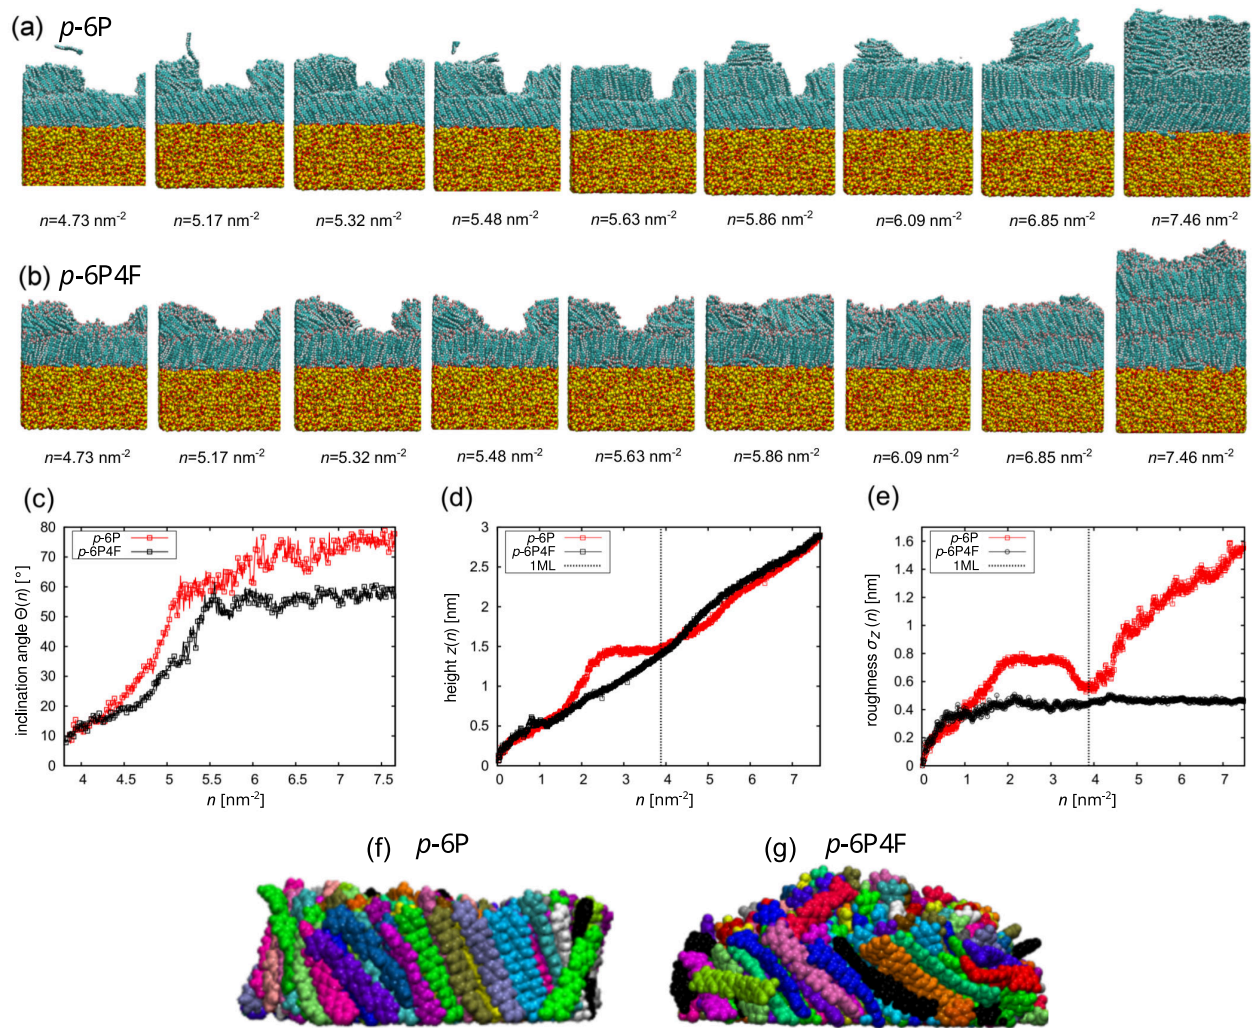 (a) p-6P
n=4.73 nm-2 n=5.17 nm-2 n=5.32 nm-2 n=5.48 nm-2 n=5.63 nm-2 n=5.86 nm-2 n=6.09 nm-2 n=6.85 nm-2 n=7.46 nm-2
(b) p-6P4F
n=4.73 nm-2 n=5.17 nm-2 n=5.32 nm-2 n=5.48 nm-2 n=5.63 nm-2 n=5.86 nm-2 n=6.09 nm-2 n=6.85 nm-2 n=7.46 nm-2
(c)
p-6P
p-6P4F
inclination angle Θ(n) [°]
80
70
60
50
40
30
20
10
0
4 4.5 5 5.5 6 6.5 7 7.5
n [nm-2]
(d)
p-6P
p-6P4F
1ML
height z(n) [nm]
3
2.5
2
1.5
1
0.5
0
0 1 2 3 4 5 6 7
n [nm-2]
(e)
p-6P
p-6P4F
1ML
roughness σz(n) [nm]
1.6
1.4
1.2
1
0.8
0.6
0.4
0.2
0
0 1 2 3 4 5 6 7
n [nm-2]
(f) p-6P
(g) p-6P4F